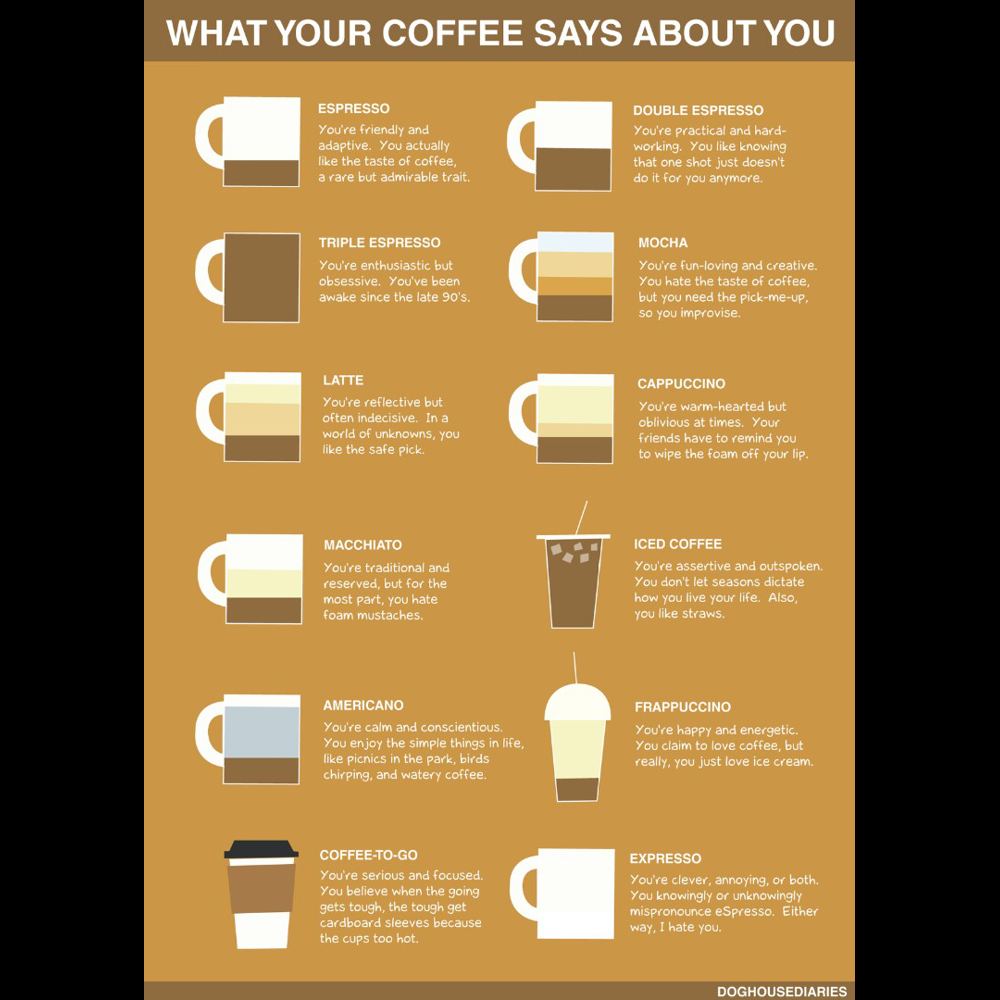 WHAT YOUR COFFEE SAYS ABOUT YOU
ESPRESSO
You're friendly and
adaptive. You actually
like the taste of coffee,
a rare but admirable trait.
DOUBLE ESPRESSO
You're practical and hard-
working. You like knowing
that one shot just doesn't
do it for you anymore.
TRIPLE ESPRESSO
You're enthusiastic but
obsessive. You've been
awake since the late 90's.
MOCHA
You're fun-loving and creative.
You hate the taste of coffee,
but you need the pick-me-up,
so you improvise.
LATTE
You're reflective but
often indecisive. In a
world of unknowns, you
like the safe pick.
CAPPUCCINO
You're warm-hearted but
oblivious at times. Your
friends have to remind you
to wipe the foam off your lip.
MACCHIATO
You're traditional and
reserved, but for the
most part, you hate
foam mustaches.
ICED COFFEE
You're assertive and outspoken.
You don't let seasons dictate
how you live your life. Also,
you like straws.
AMERICANO
You're calm and conscientious.
You enjoy the simple things in life,
like picnics in the park, birds
chirping, and watery coffee.
FRAPPUCCINO
You're happy and energetic.
You claim to love coffee, but
really, you just love ice cream.
COFFEE-TO-GO
You're serious and focused.
You believe when the going
gets tough, the tough get
cardboard sleeves because
the cups too hot.
EXPRESSO
You're clever, annoying, or both.
You knowingly or unknowingly
mispronounce eSpresso. Either
way, I hate you.
DOGHOUSEDIARIES